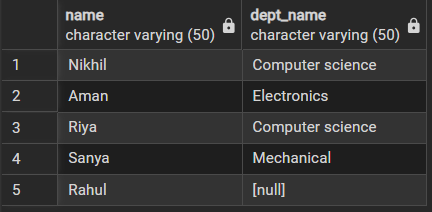 name dept_name
character varying (50) character varying (50)
1 Nikhil Computer science
2 Aman Electronics
3 Riya Computer science
4 Sanya Mechanical
5 Rahul [null]